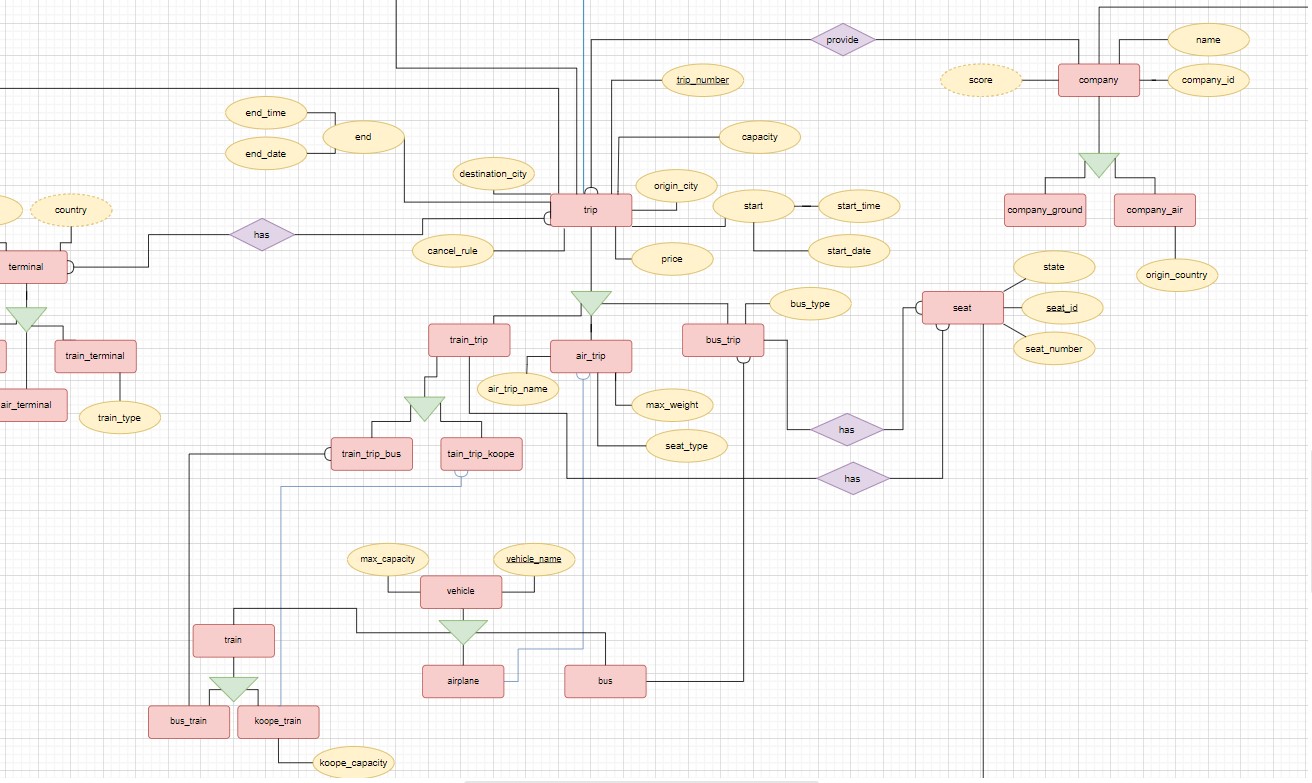 provide
name
score
company
company_id
trip_number
end_time
end
end_date
capacity
destination_city
origin_city
country
trip
start
start_time
company_ground
company_air
has
cancel_rule
price
start_date
terminal
state
origin_country
bus_type
seat
seat_id
seat_number
train_trip
bus_trip
train_terminal
air_trip
air_trip_name
air_terminal
train_type
max_weight
has
seat_type
train_trip_bus
tain_trip_koope
has
max_capacity
vehicle_name
vehicle
train
airplane
bus
bus_train
koope_train
koope_capacity